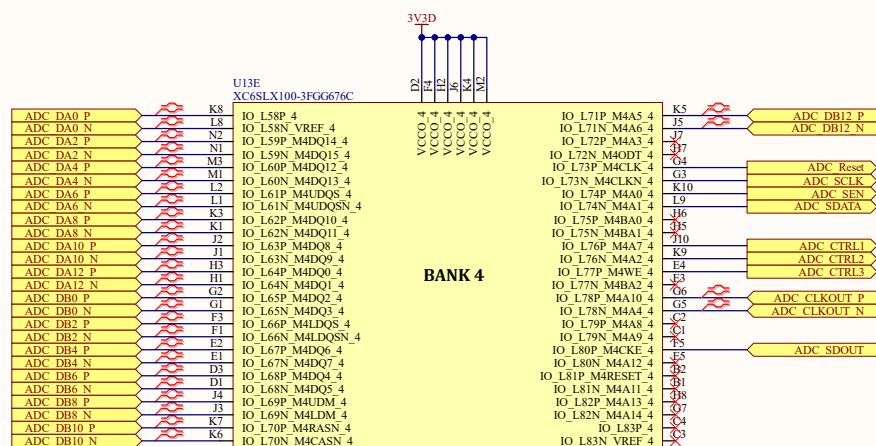 3V3D
D2 F4 H2 J6 K4 M2
U13E
XC6SLX100-3FGG676C
VCCO_4 VCCO_4 VCCO_4 VCCO_4 VCCO_4 VCCO_4
BANK 4
ADC_DA0_P K8 IO_L58P_4
ADC_DA0_N L8 IO_L58N_VREF_4
ADC_DA2_P N2 IO_L59P_M4DQ14_4
ADC_DA2_N N1 IO_L59N_M4DQ15_4
ADC_DA4_P M3 IO_L60P_M4DQ12_4
ADC_DA4_N M1 IO_L60N_M4DQ13_4
ADC_DA6_P L2 IO_L61P_M4UDQS_4
ADC_DA6_N L1 IO_L61N_M4UDQSN_4
ADC_DA8_P K3 IO_L62P_M4DQ10_4
ADC_DA8_N K1 IO_L62N_M4DQ11_4
ADC_DA10_P J2 IO_L63P_M4DQ8_4
ADC_DA10_N J1 IO_L63N_M4DQ9_4
ADC_DA12_P H3 IO_L64P_M4DQ0_4
ADC_DA12_N H1 IO_L64N_M4DQ1_4
ADC_DB0_P G2 IO_L65P_M4DQ2_4
ADC_DB0_N G1 IO_L65N_M4DQ3_4
ADC_DB2_P F3 IO_L66P_M4LDQS_4
ADC_DB2_N F1 IO_L66N_M4LDQSN_4
ADC_DB4_P E2 IO_L67P_M4DQ6_4
ADC_DB4_N E1 IO_L67N_M4DQ7_4
ADC_DB6_P D3 IO_L68P_M4DQ4_4
ADC_DB6_N D1 IO_L68N_M4DQ5_4
ADC_DB8_P J4 IO_L69P_M4UDM_4
ADC_DB8_N J3 IO_L69N_M4LDM_4
ADC_DB10_P K7 IO_L70P_M4RASN_4
ADC_DB10_N K6 IO_L70N_M4CASN_4
IO_L71P_M4A5_4 K5 ADC_DB12_P
IO_L71N_M4A6_4 J5 ADC_DB12_N
IO_L72P_M4A3_4 J7
IO_L72N_M4ODT_4 H7
IO_L73P_M4CLK_4 G4 ADC_Reset
IO_L73N_M4CLKN_4 G3 ADC_SCLK
IO_L74P_M4A0_4 K10 ADC_SEN
IO_L74N_M4A1_4 L9 ADC_SDATA
IO_L75P_M4BA0_4 H6
IO_L75N_M4BA1_4 H5
IO_L76P_M4A7_4 J10 ADC_CTRL1
IO_L76N_M4A2_4 K9 ADC_CTRL2
IO_L77P_M4WE_4 E4 ADC_CTRL3
IO_L77N_M4BA2_4 E3
IO_L78P_M4A10_4 G6 ADC_CLKOUT_P
IO_L78N_M4A4_4 G5 ADC_CLKOUT_N
IO_L79P_M4A8_4 C2
IO_L79N_M4A9_4 C1
IO_L80P_M4CKE_4 F5 ADC_SDOUT
IO_L80N_M4A12_4 E5
IO_L81P_M4RESET_4 B2
IO_L81N_M4A11_4 B1
IO_L82P_M4A13_4 H8
IO_L82N_M4A14_4 G7
IO_L83P_4 C4
IO_L83N_VREF_4 C3